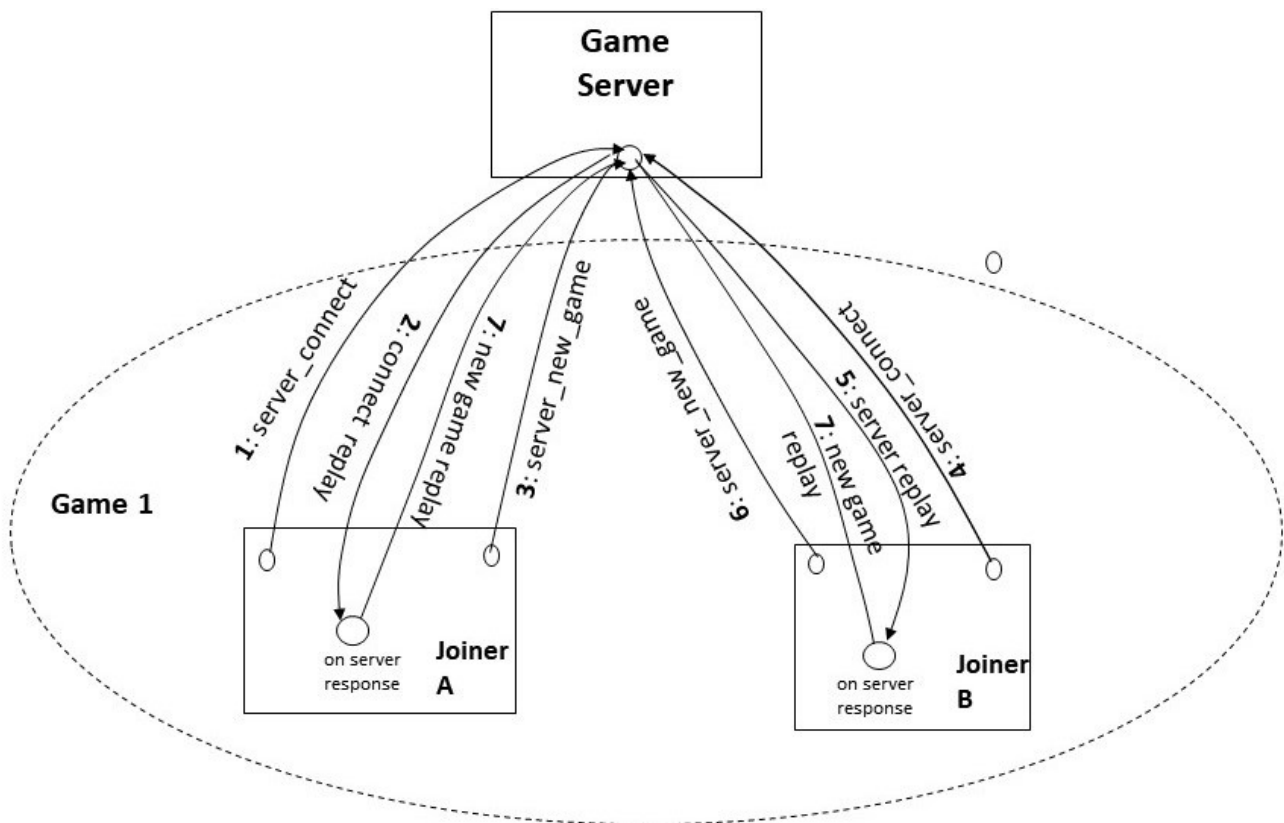 Game
Server
1: server_connect
2: connect replay
7: new game replay
3: server_new_game
6: server_new_game
7: new game
replay
5: server replay
4: server_connect
Game 1
on server
response
Joiner
A
on server
response
Joiner
B